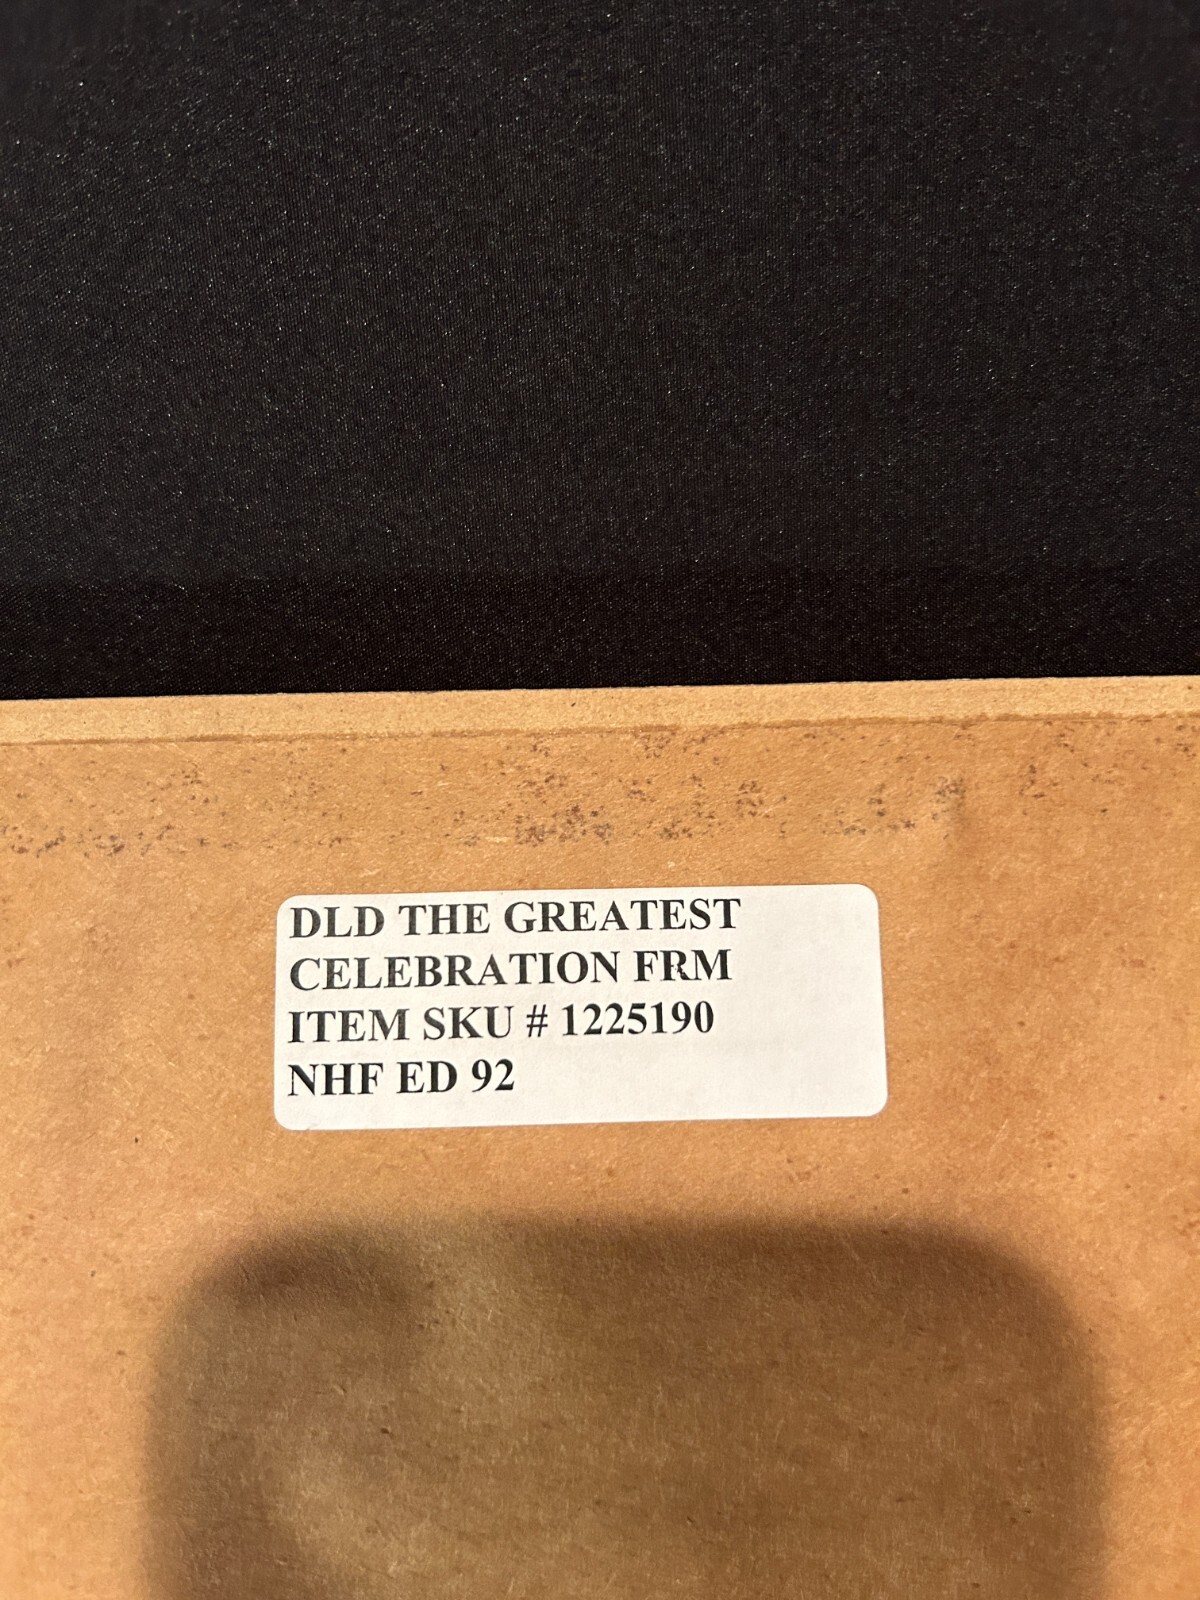 DLD THE GREATEST
CELEBRATION FRM
ITEM SKU # 1225190
NHF ED 92